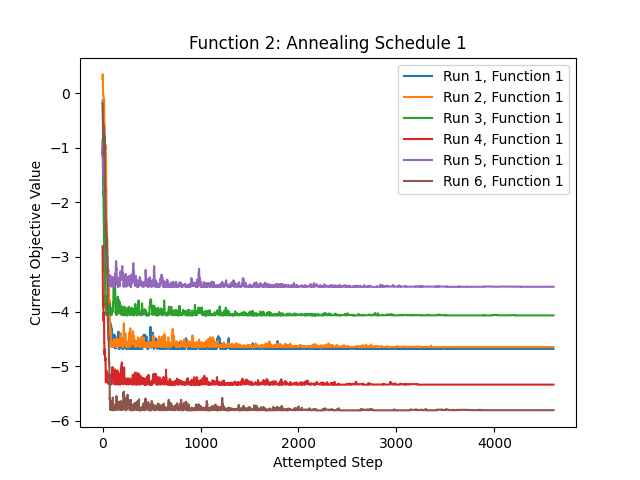 Function 2: Annealing Schedule 1
Run 1, Function 1
Run 2, Function 1
Run 3, Function 1
Run 4, Function 1
Run 5, Function 1
Run 6, Function 1
Current Objective Value
0
−1
−2
−3
−4
−5
−6
0 1000 2000 3000 4000
Attempted Step